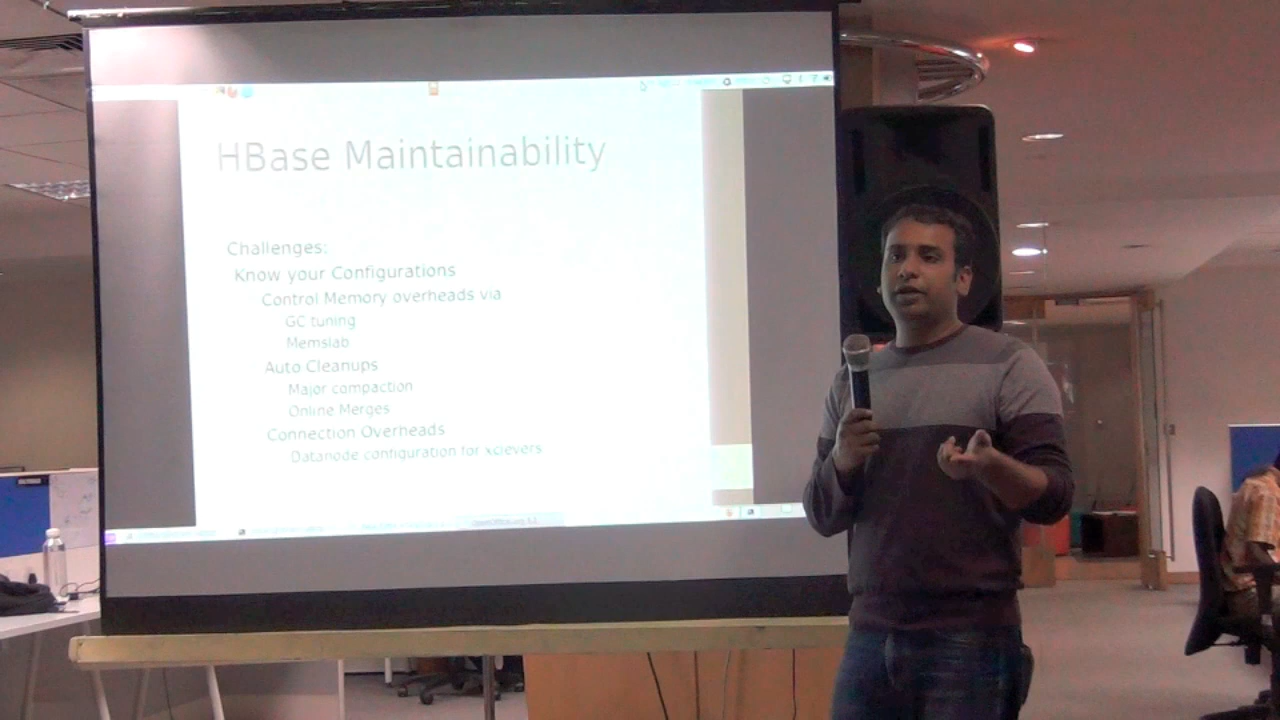 HBase Maintainability
Challenges:
Know your Configurations
Control Memory overheads via
GC tuning
Memslab
Auto Cleanups
Major compaction
Online Merges
Connection Overheads
Datanode configuration for xcievers